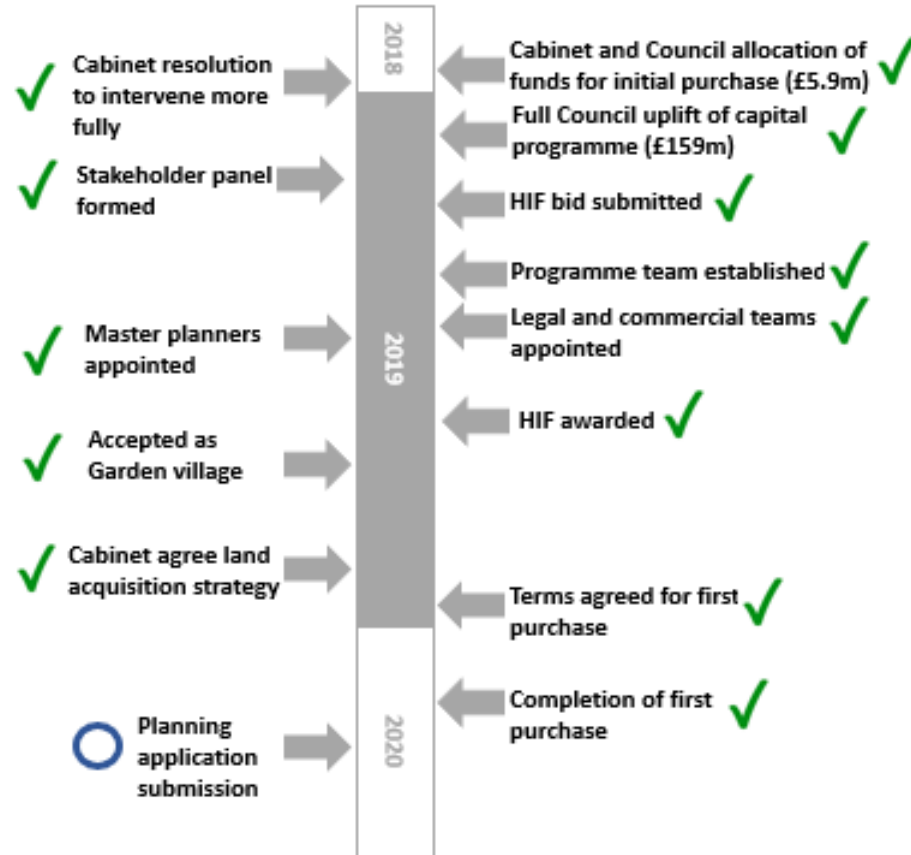 2018
Cabinet resolution
to intervene more
fully
Cabinet and Council allocation of
funds for initial purchase (£5.9m)
Full Council uplift of capital
programme (£159m)
Stakeholder panel
formed
HIF bid submitted
Programme team established
2019
Master planners
appointed
Legal and commercial teams
appointed
HIF awarded
Accepted as
Garden village
Cabinet agree land
acquisition strategy
Terms agreed for first
purchase
2020
Completion of first
purchase
Planning
application
submission